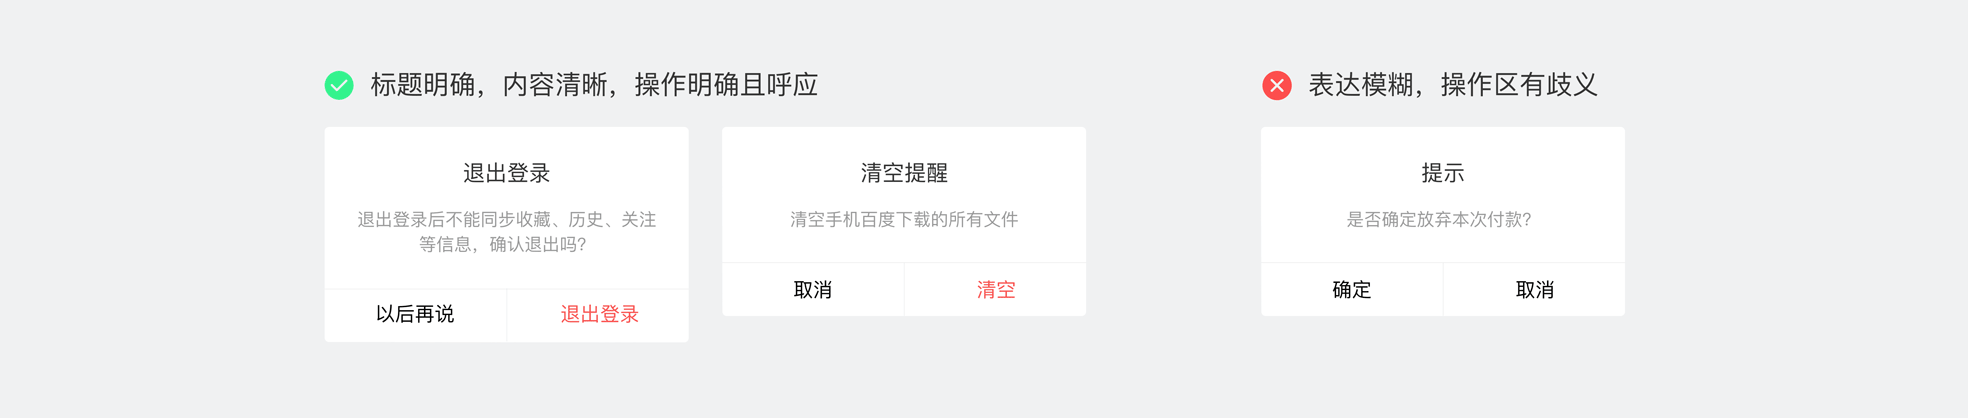 标题明确，内容清晰，操作明确且呼应
退出登录
退出登录后不能同步收藏、历史、关注
等信息，确认退出吗？
以后再说
退出登录
清空提醒
清空手机百度下载的所有文件
取消
清空
表达模糊，操作区有歧义
提示
是否确定放弃本次付款？
确定
取消